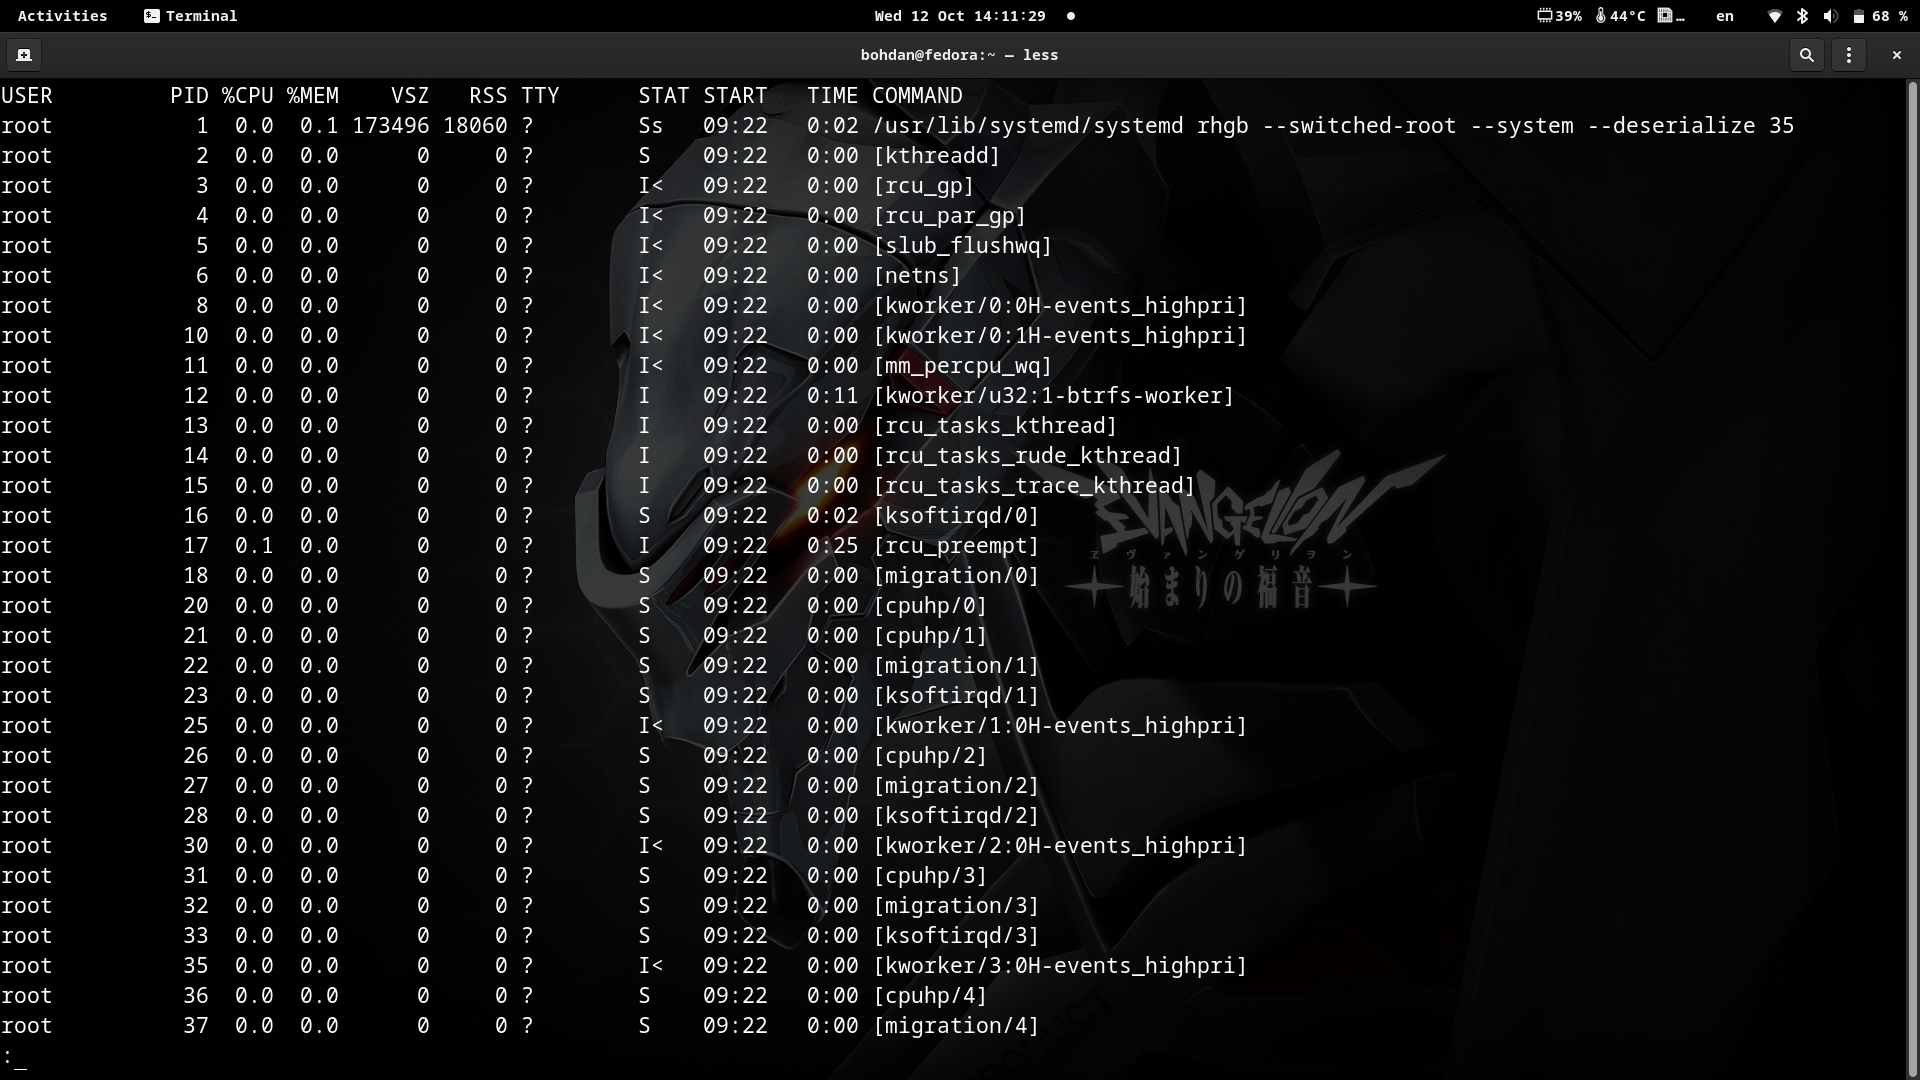 Activities Terminal Wed 12 Oct 14:11:29 39% 44°C … en 68 %
bohdan@fedora:~ — less
USER         PID %CPU %MEM    VSZ   RSS TTY      STAT START   TIME COMMAND
root           1  0.0  0.1 173496 18060 ?        Ss   09:22   0:02 /usr/lib/systemd/systemd rhgb --switched-root --system --deserialize 35
root           2  0.0  0.0      0     0 ?        S    09:22   0:00 [kthreadd]
root           3  0.0  0.0      0     0 ?        I<   09:22   0:00 [rcu_gp]
root           4  0.0  0.0      0     0 ?        I<   09:22   0:00 [rcu_par_gp]
root           5  0.0  0.0      0     0 ?        I<   09:22   0:00 [slub_flushwq]
root           6  0.0  0.0      0     0 ?        I<   09:22   0:00 [netns]
root           8  0.0  0.0      0     0 ?        I<   09:22   0:00 [kworker/0:0H-events_highpri]
root          10  0.0  0.0      0     0 ?        I<   09:22   0:00 [kworker/0:1H-events_highpri]
root          11  0.0  0.0      0     0 ?        I<   09:22   0:00 [mm_percpu_wq]
root          12  0.0  0.0      0     0 ?        I    09:22   0:11 [kworker/u32:1-btrfs-worker]
root          13  0.0  0.0      0     0 ?        I    09:22   0:00 [rcu_tasks_kthread]
root          14  0.0  0.0      0     0 ?        I    09:22   0:00 [rcu_tasks_rude_kthread]
root          15  0.0  0.0      0     0 ?        I    09:22   0:00 [rcu_tasks_trace_kthread]
root          16  0.0  0.0      0     0 ?        S    09:22   0:02 [ksoftirqd/0]
root          17  0.1  0.0      0     0 ?        I    09:22   0:25 [rcu_preempt]
root          18  0.0  0.0      0     0 ?        S    09:22   0:00 [migration/0]
root          20  0.0  0.0      0     0 ?        S    09:22   0:00 [cpuhp/0]
root          21  0.0  0.0      0     0 ?        S    09:22   0:00 [cpuhp/1]
root          22  0.0  0.0      0     0 ?        S    09:22   0:00 [migration/1]
root          23  0.0  0.0      0     0 ?        S    09:22   0:00 [ksoftirqd/1]
root          25  0.0  0.0      0     0 ?        I<   09:22   0:00 [kworker/1:0H-events_highpri]
root          26  0.0  0.0      0     0 ?        S    09:22   0:00 [cpuhp/2]
root          27  0.0  0.0      0     0 ?        S    09:22   0:00 [migration/2]
root          28  0.0  0.0      0     0 ?        S    09:22   0:00 [ksoftirqd/2]
root          30  0.0  0.0      0     0 ?        I<   09:22   0:00 [kworker/2:0H-events_highpri]
root          31  0.0  0.0      0     0 ?        S    09:22   0:00 [cpuhp/3]
root          32  0.0  0.0      0     0 ?        S    09:22   0:00 [migration/3]
root          33  0.0  0.0      0     0 ?        S    09:22   0:00 [ksoftirqd/3]
root          35  0.0  0.0      0     0 ?        I<   09:22   0:00 [kworker/3:0H-events_highpri]
root          36  0.0  0.0      0     0 ?        S    09:22   0:00 [cpuhp/4]
root          37  0.0  0.0      0     0 ?        S    09:22   0:00 [migration/4]
:
EVANGELION
ヱヴァンゲリヲン
始まりの福音